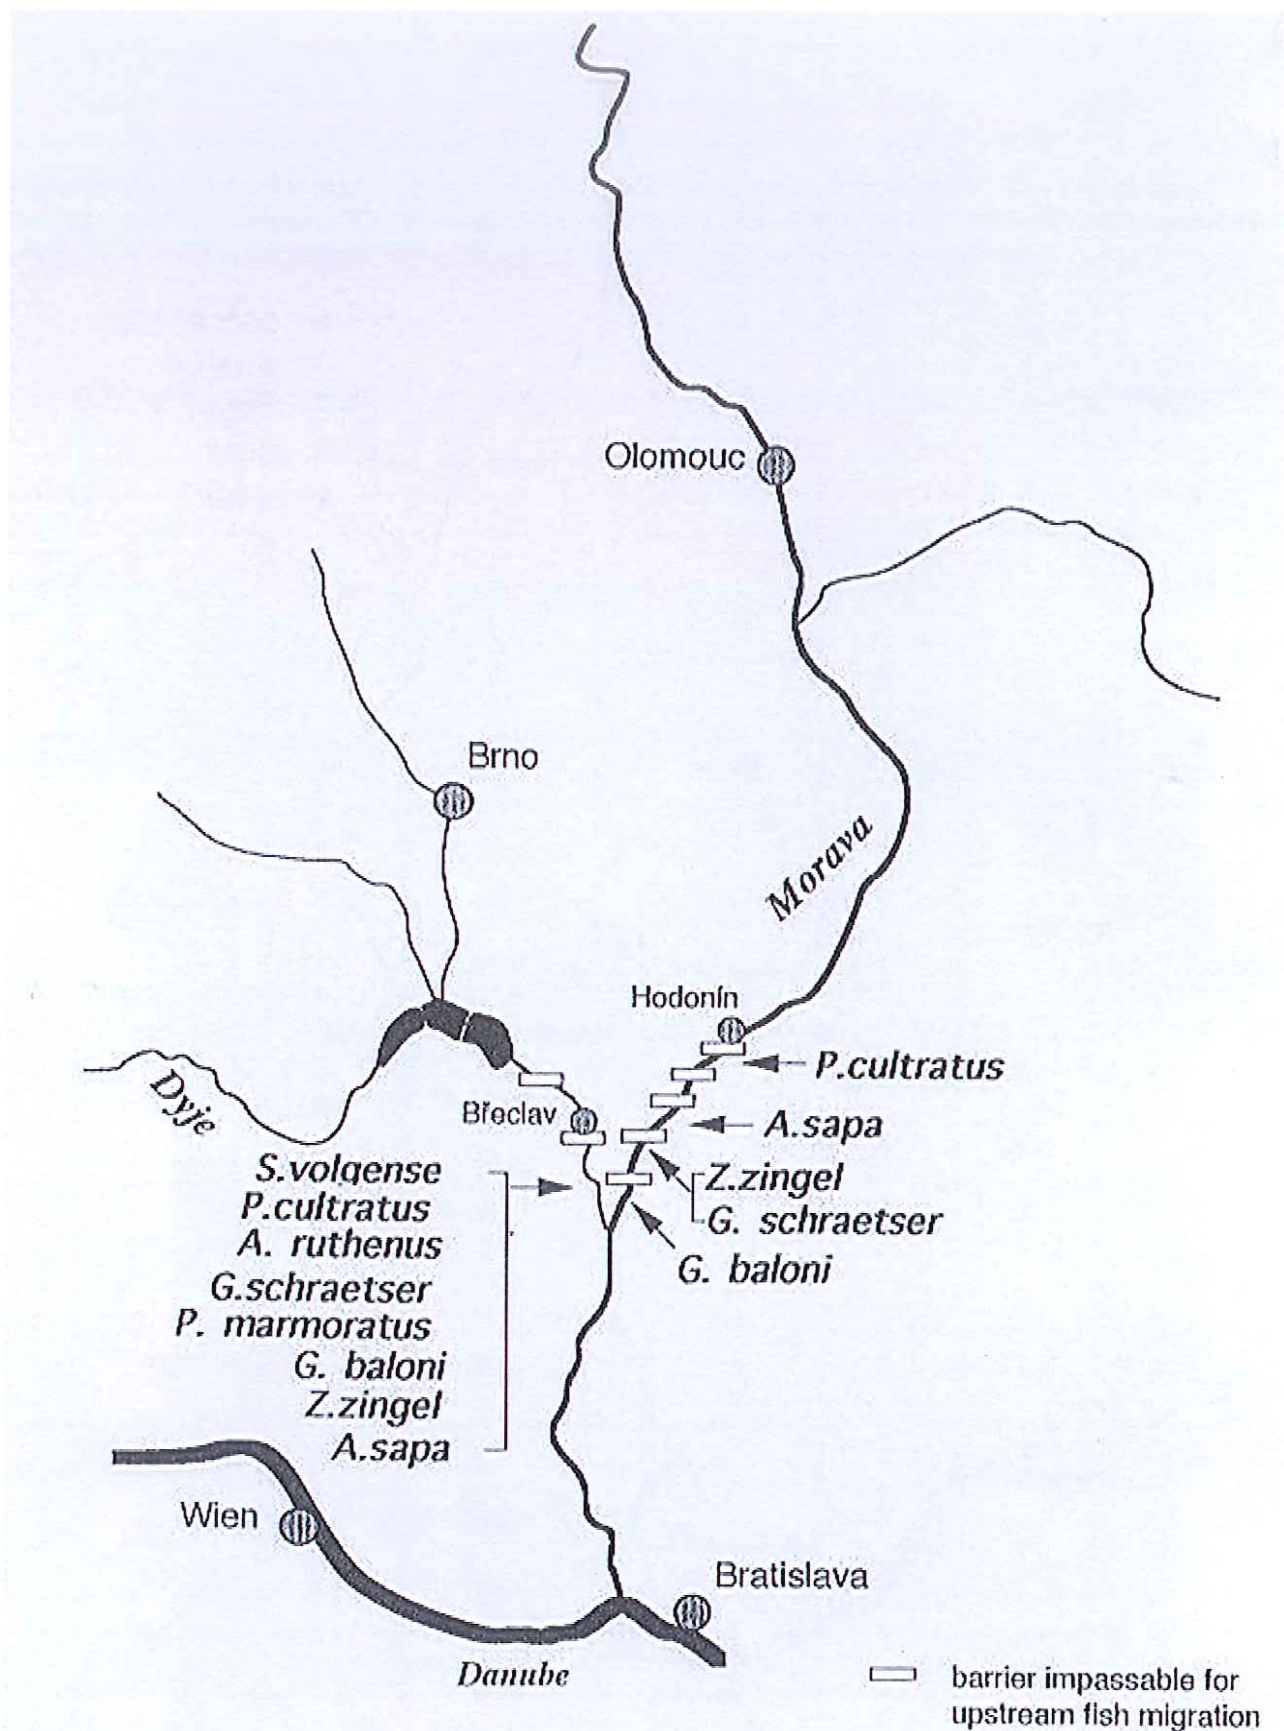 Olomouc
Brno
Morava
Hodonín
P.cultratus
Dyje
Břeclav
A.sapa
S.volgense
Z.zingel
P.cultratus
G. schraetser
A. ruthenus
G. baloni
G.schraetser
P. marmoratus
G. baloni
Z.zingel
A.sapa
Wien
Bratislava
Danube
barrier impassable for
upstream fish migration